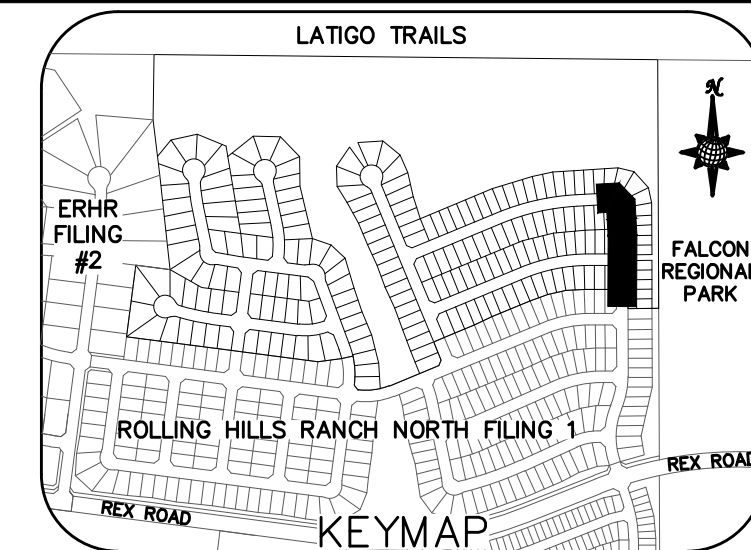 LATIGO TRAILS
N
ERHR
FILING
#2
FALCON
REGIONAL
PARK
ROLLING HILLS RANCH NORTH FILING 1
REX ROAD
REX ROAD
KEYMAP